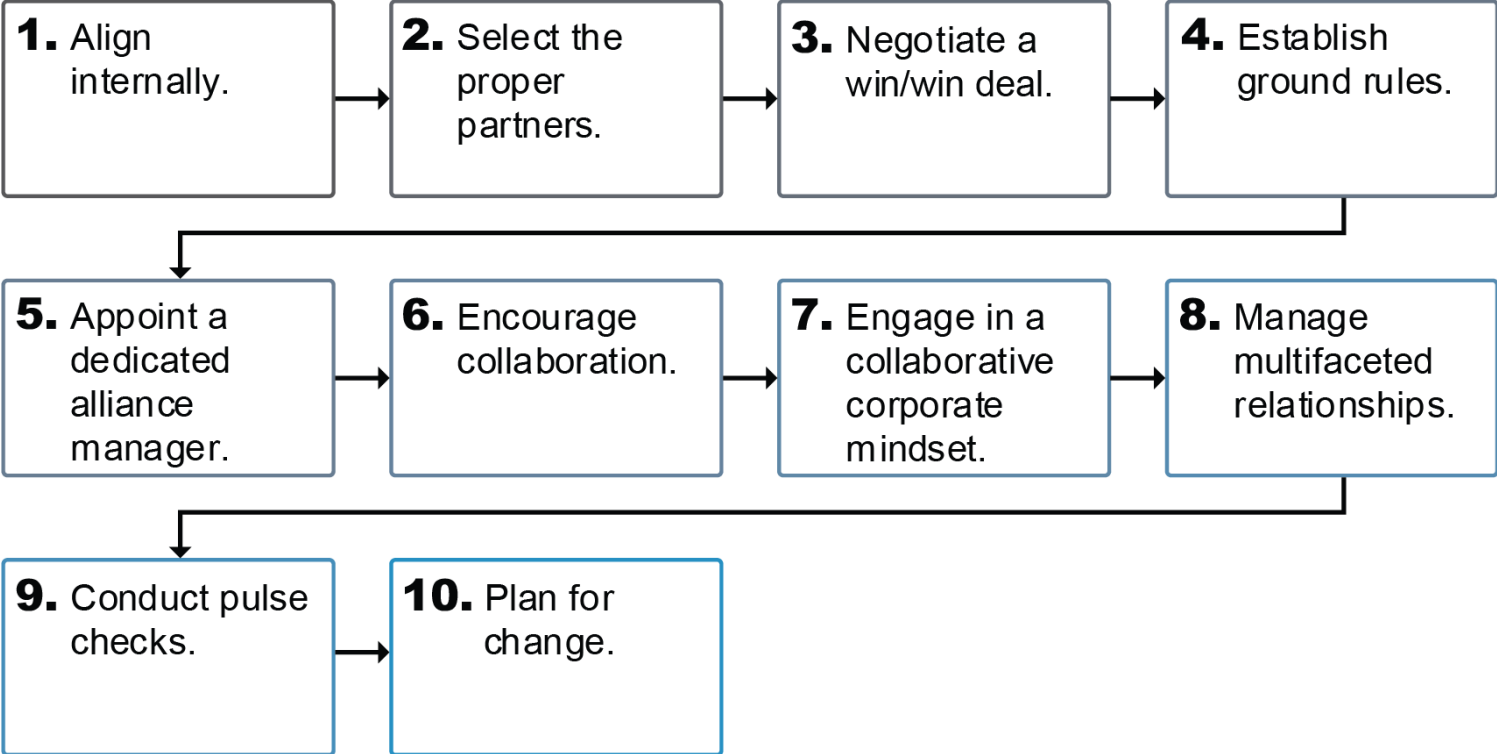 1. Align
internally.
2. Select the
proper
partners.
3. Negotiate a
win/win deal.
4. Establish
ground rules.
5. Appoint a
dedicated
alliance
manager.
6. Encourage
collaboration.
7. Engage in a
collaborative
corporate
mindset.
8. Manage
multifaceted
relationships.
9. Conduct pulse
checks.
10. Plan for
change.